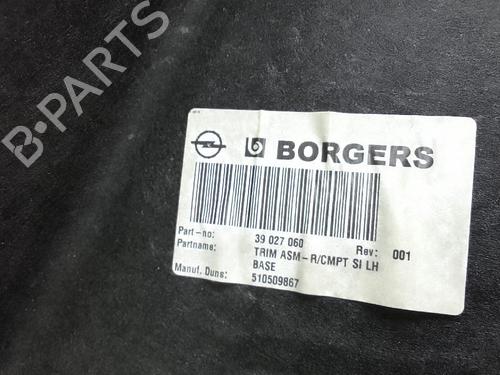 B-PARTS
BORGERS
Part-no: 39 027 060 Rev: 001
Partname: TRIM ASM-R/CMPT SI LH
BASE
Manuf. Duns: 510509867